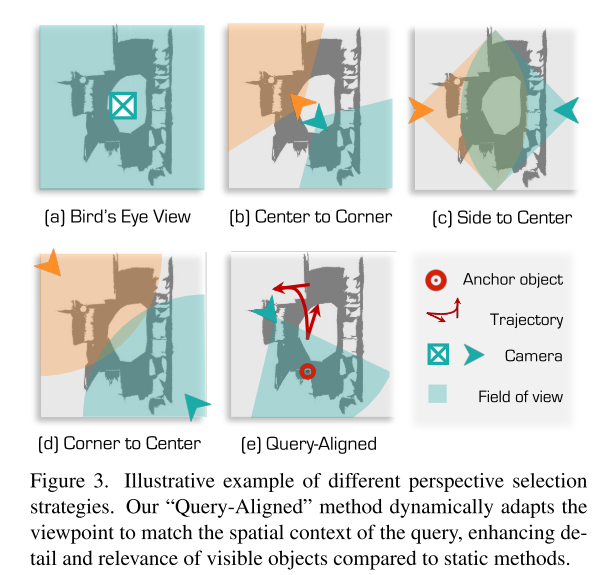 (a) Bird's Eye View
(b) Center to Corner
(c) Side to Center
(d) Corner to Center
(e) Query-Aligned
Anchor object
Trajectory
Camera
Field of view
Figure 3. Illustrative example of different perspective selection
strategies. Our “Query-Aligned” method dynamically adapts the
viewpoint to match the spatial context of the query, enhancing de-
tail and relevance of visible objects compared to static methods.